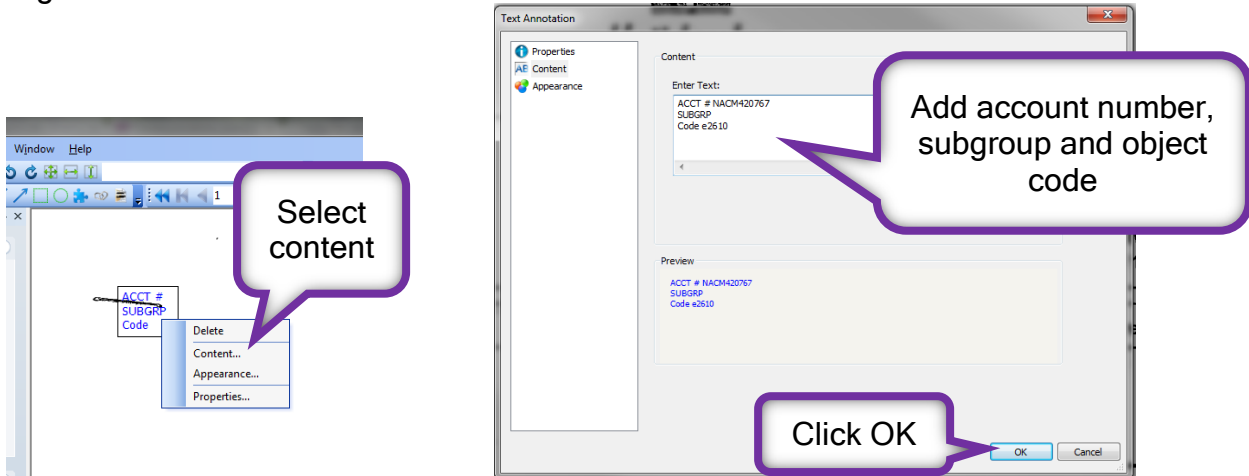 Window Help
1
ACCT #
SUBGRP
Code
Delete
Content...
Appearance...
Properties...
Select
content
Text Annotation
Properties
AB Content
Appearance
Content
Enter Text:
ACCT # NACM420767
SUBGRP
Code e2610
Preview
ACCT # NACM420767
SUBGRP
Code e2610
OK Cancel
Add account number,
subgroup and object
code
Click OK